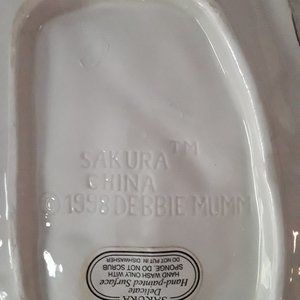 SAKURA™
CHINA
© 1998 DEBBIE MUMM
SAKURA
Delicate
Hand-painted Surface
HAND WASH ONLY WITH
SPONGE. DO NOT SCRUB
DO NOT PUT IN DISHWASHER